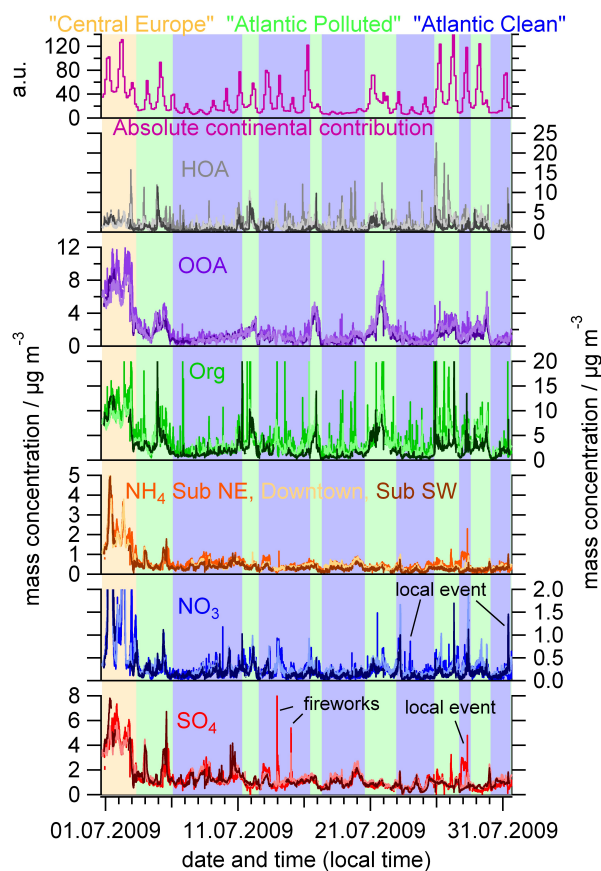 "Central Europe" "Atlantic Polluted" "Atlantic Clean"
a.u.
120
80
40
0
Absolute continental contribution
HOA
25
20
15
10
5
0
12
8
4
0
OOA
mass concentration / µg m⁻³
Org
20
15
10
5
0
mass concentration / µg m⁻³
5
4
3
2
1
0
NH₄ Sub NE, Downtown, Sub SW
NO₃
local event
2.0
1.5
1.0
0.5
0.0
8
6
4
2
0
SO₄
fireworks
local event
01.07.2009 11.07.2009 21.07.2009 31.07.2009
date and time (local time)